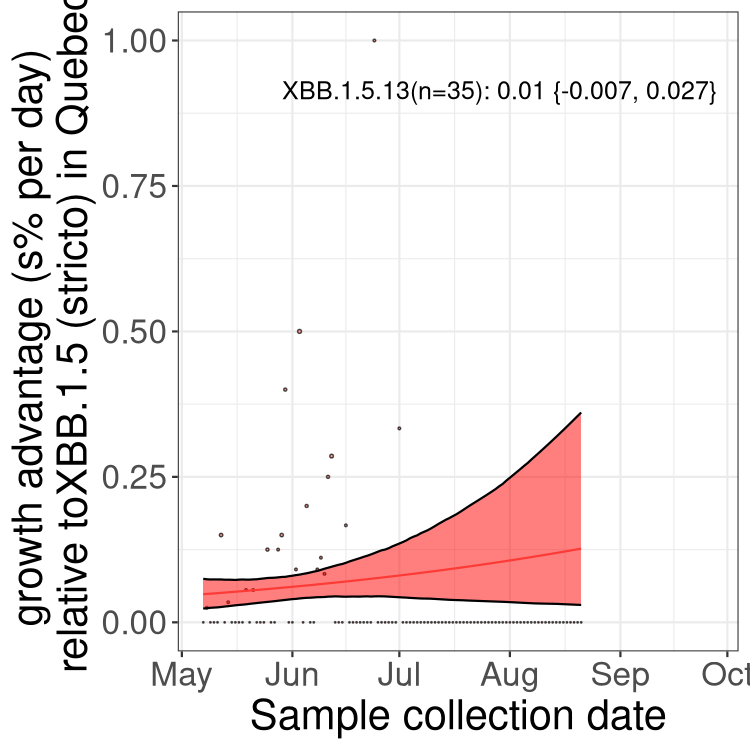 growth advantage (s% per day)
relative toXBB.1.5 (stricto) in Quebec
1.00
0.75
0.50
0.25
0.00
XBB.1.5.13(n=35): 0.01 {-0.007, 0.027}
May Jun Jul Aug Sep Oct
Sample collection date